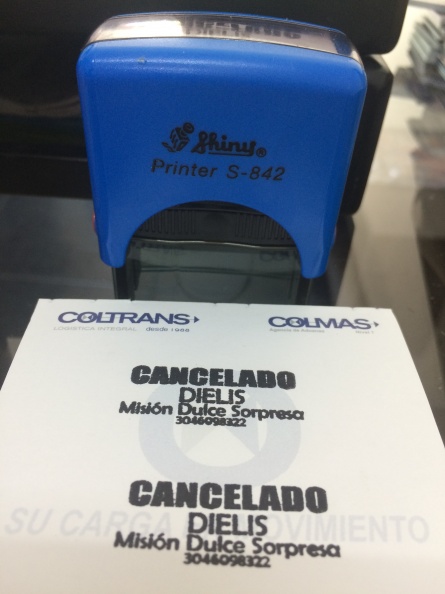 Shiny®
Printer S-842
COLTRANS
LOGISTICA INTEGRAL desde 1988
COLMAS
CANCELADO
DIELIS
Misión Dulce Sorpresa
3046098322
CANCELADO
SU CARGA MOVIMIENTO
DIELIS
Misión Dulce Sorpresa
3046098322